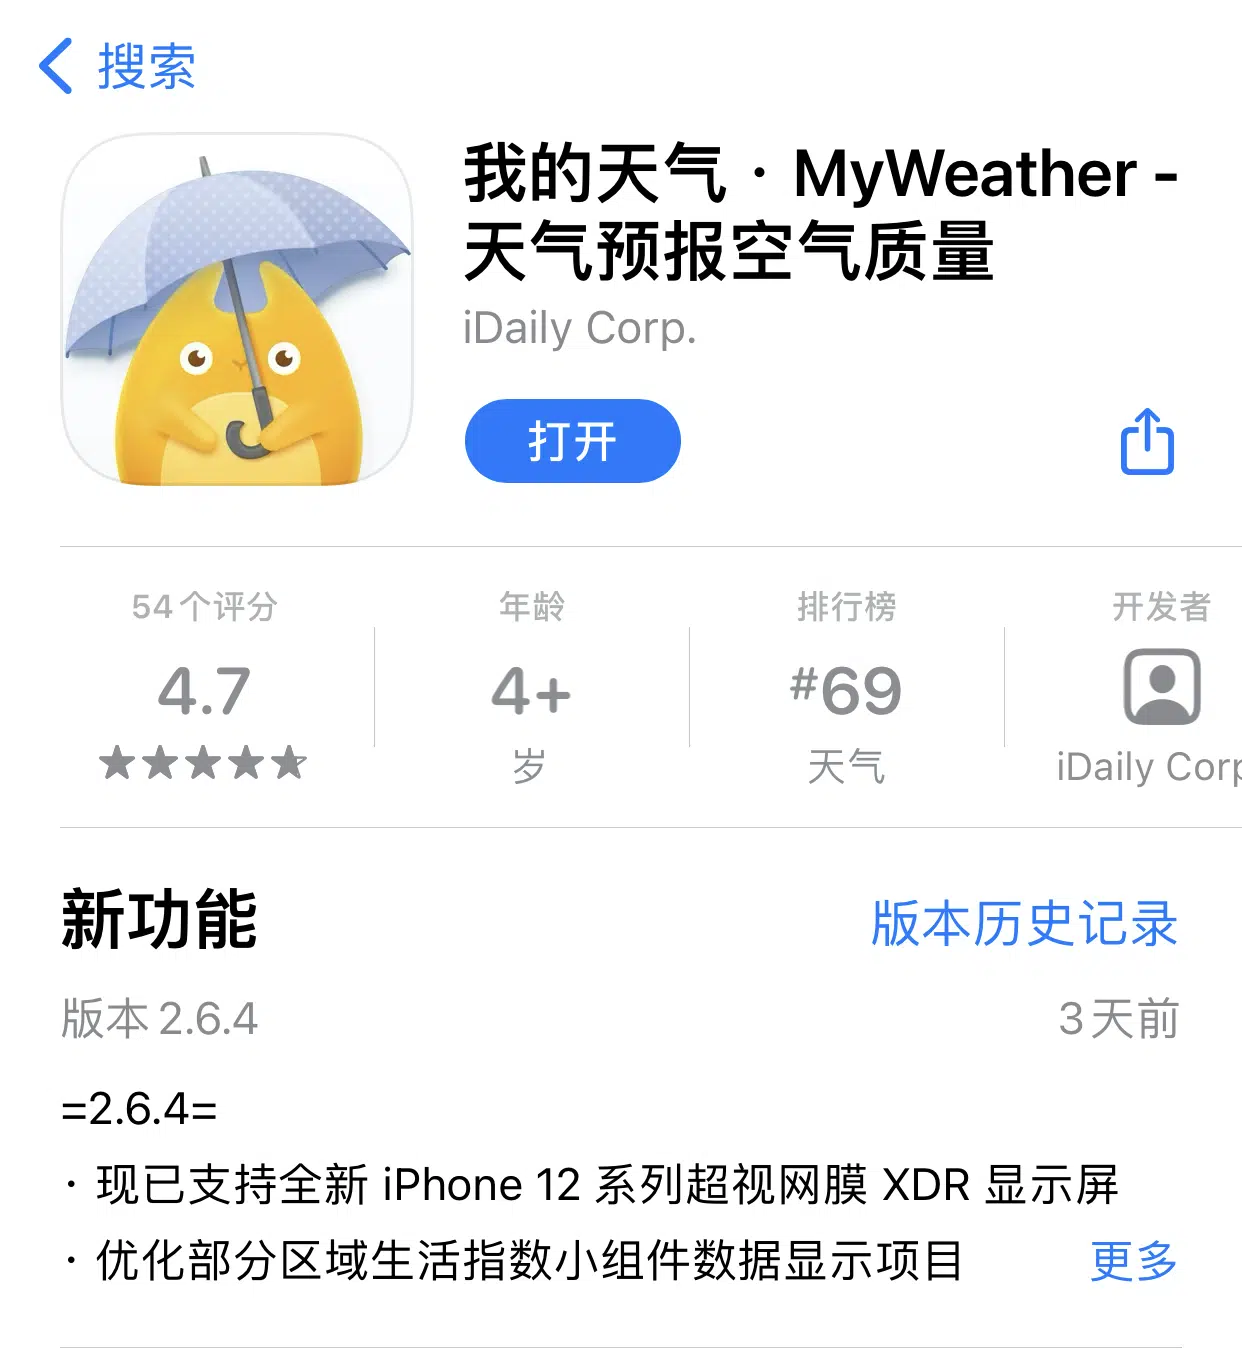 搜索
我的天气 · MyWeather -
天气预报空气质量
iDaily Corp.
打开
54个评分
年龄
排行榜
开发者
4.7
4+
#69
岁
天气
iDaily Corp
新功能
版本历史记录
版本 2.6.4
3天前
=2.6.4=
· 现已支持全新 iPhone 12 系列超视网膜 XDR 显示屏
· 优化部分区域生活指数小组件数据显示项目
更多